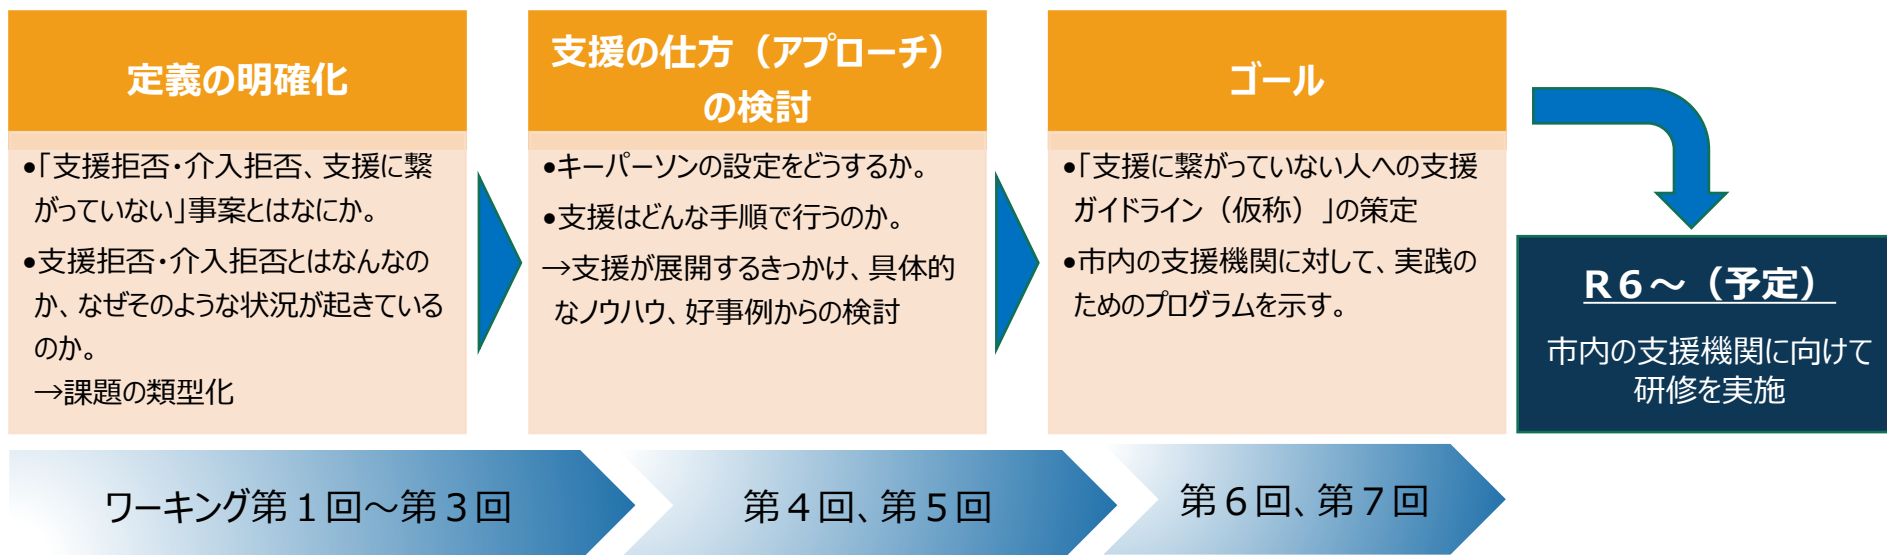 定義の明確化
•「支援拒否・介入拒否、支援に繋
がっていない」事案とはなにか。
•支援拒否・介入拒否とはなんなの
か、なぜそのような状況が起きている
のか。
→課題の類型化
支援の仕方（アプローチ）
の検討
•キーパーソンの設定をどうするか。
•支援はどんな手順で行うのか。
→支援が展開するきっかけ、具体的
なノウハウ、好事例からの検討
ゴール
•「支援に繋がっていない人への支援
ガイドライン（仮称）」の策定
•市内の支援機関に対して、実践の
ためのプログラムを示す。
Ｒ６～（予定）
市内の支援機関に向けて
研修を実施
ワーキング第１回～第３回
第４回、第５回
第６回、第７回